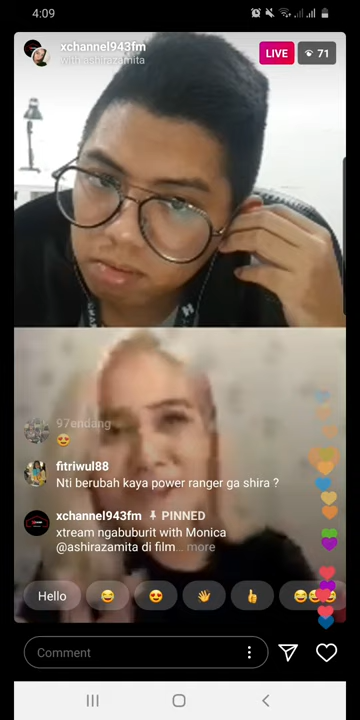 4:09
xchannel943fm
with ashirazamita
LIVE
71
97endang
😍
fitriwul88
Nti berubah kaya power ranger ga shira ?
xchannel943fm PINNED
xtream ngabuburit with Monica
@ashirazamita di film... more
Hello 😂 😍 👋 👍 😂😂😂
Comment